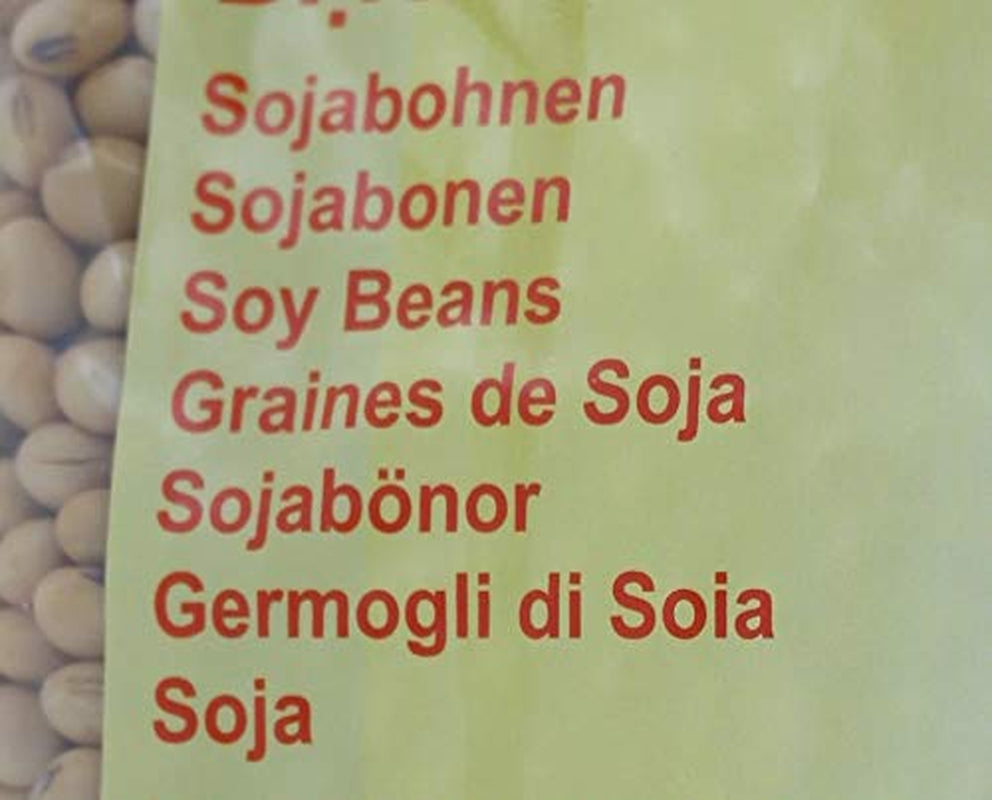 Sojabohnen
Sojabonen
Soy Beans
Graines de Soja
Sojabönor
Germogli di Soia
Soja